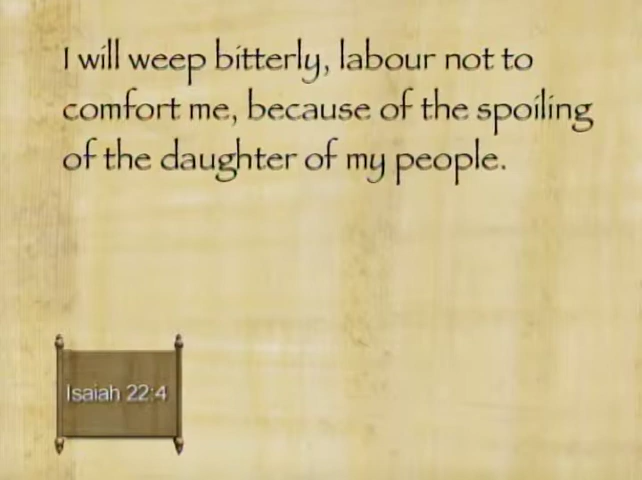 I will weep bitterly, labour not to
comfort me, because of the spoiling
of the daughter of my people.
Isaiah 22:4